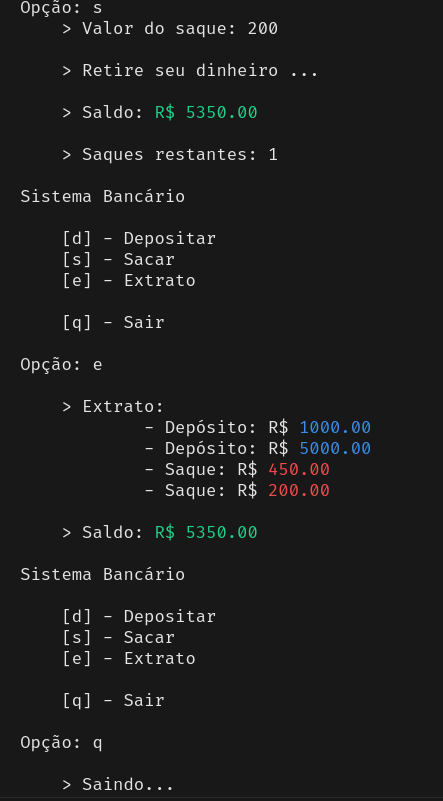 Opção: s
> Valor do saque: 200
> Retire seu dinheiro ...
> Saldo: R$ 5350.00
> Saques restantes: 1
Sistema Bancário
[d] - Depositar
[s] - Sacar
[e] - Extrato
[q] - Sair
Opção: e
> Extrato:
- Depósito: R$ 1000.00
- Depósito: R$ 5000.00
- Saque: R$ 450.00
- Saque: R$ 200.00
> Saldo: R$ 5350.00
Sistema Bancário
[d] - Depositar
[s] - Sacar
[e] - Extrato
[q] - Sair
Opção: q
> Saindo...